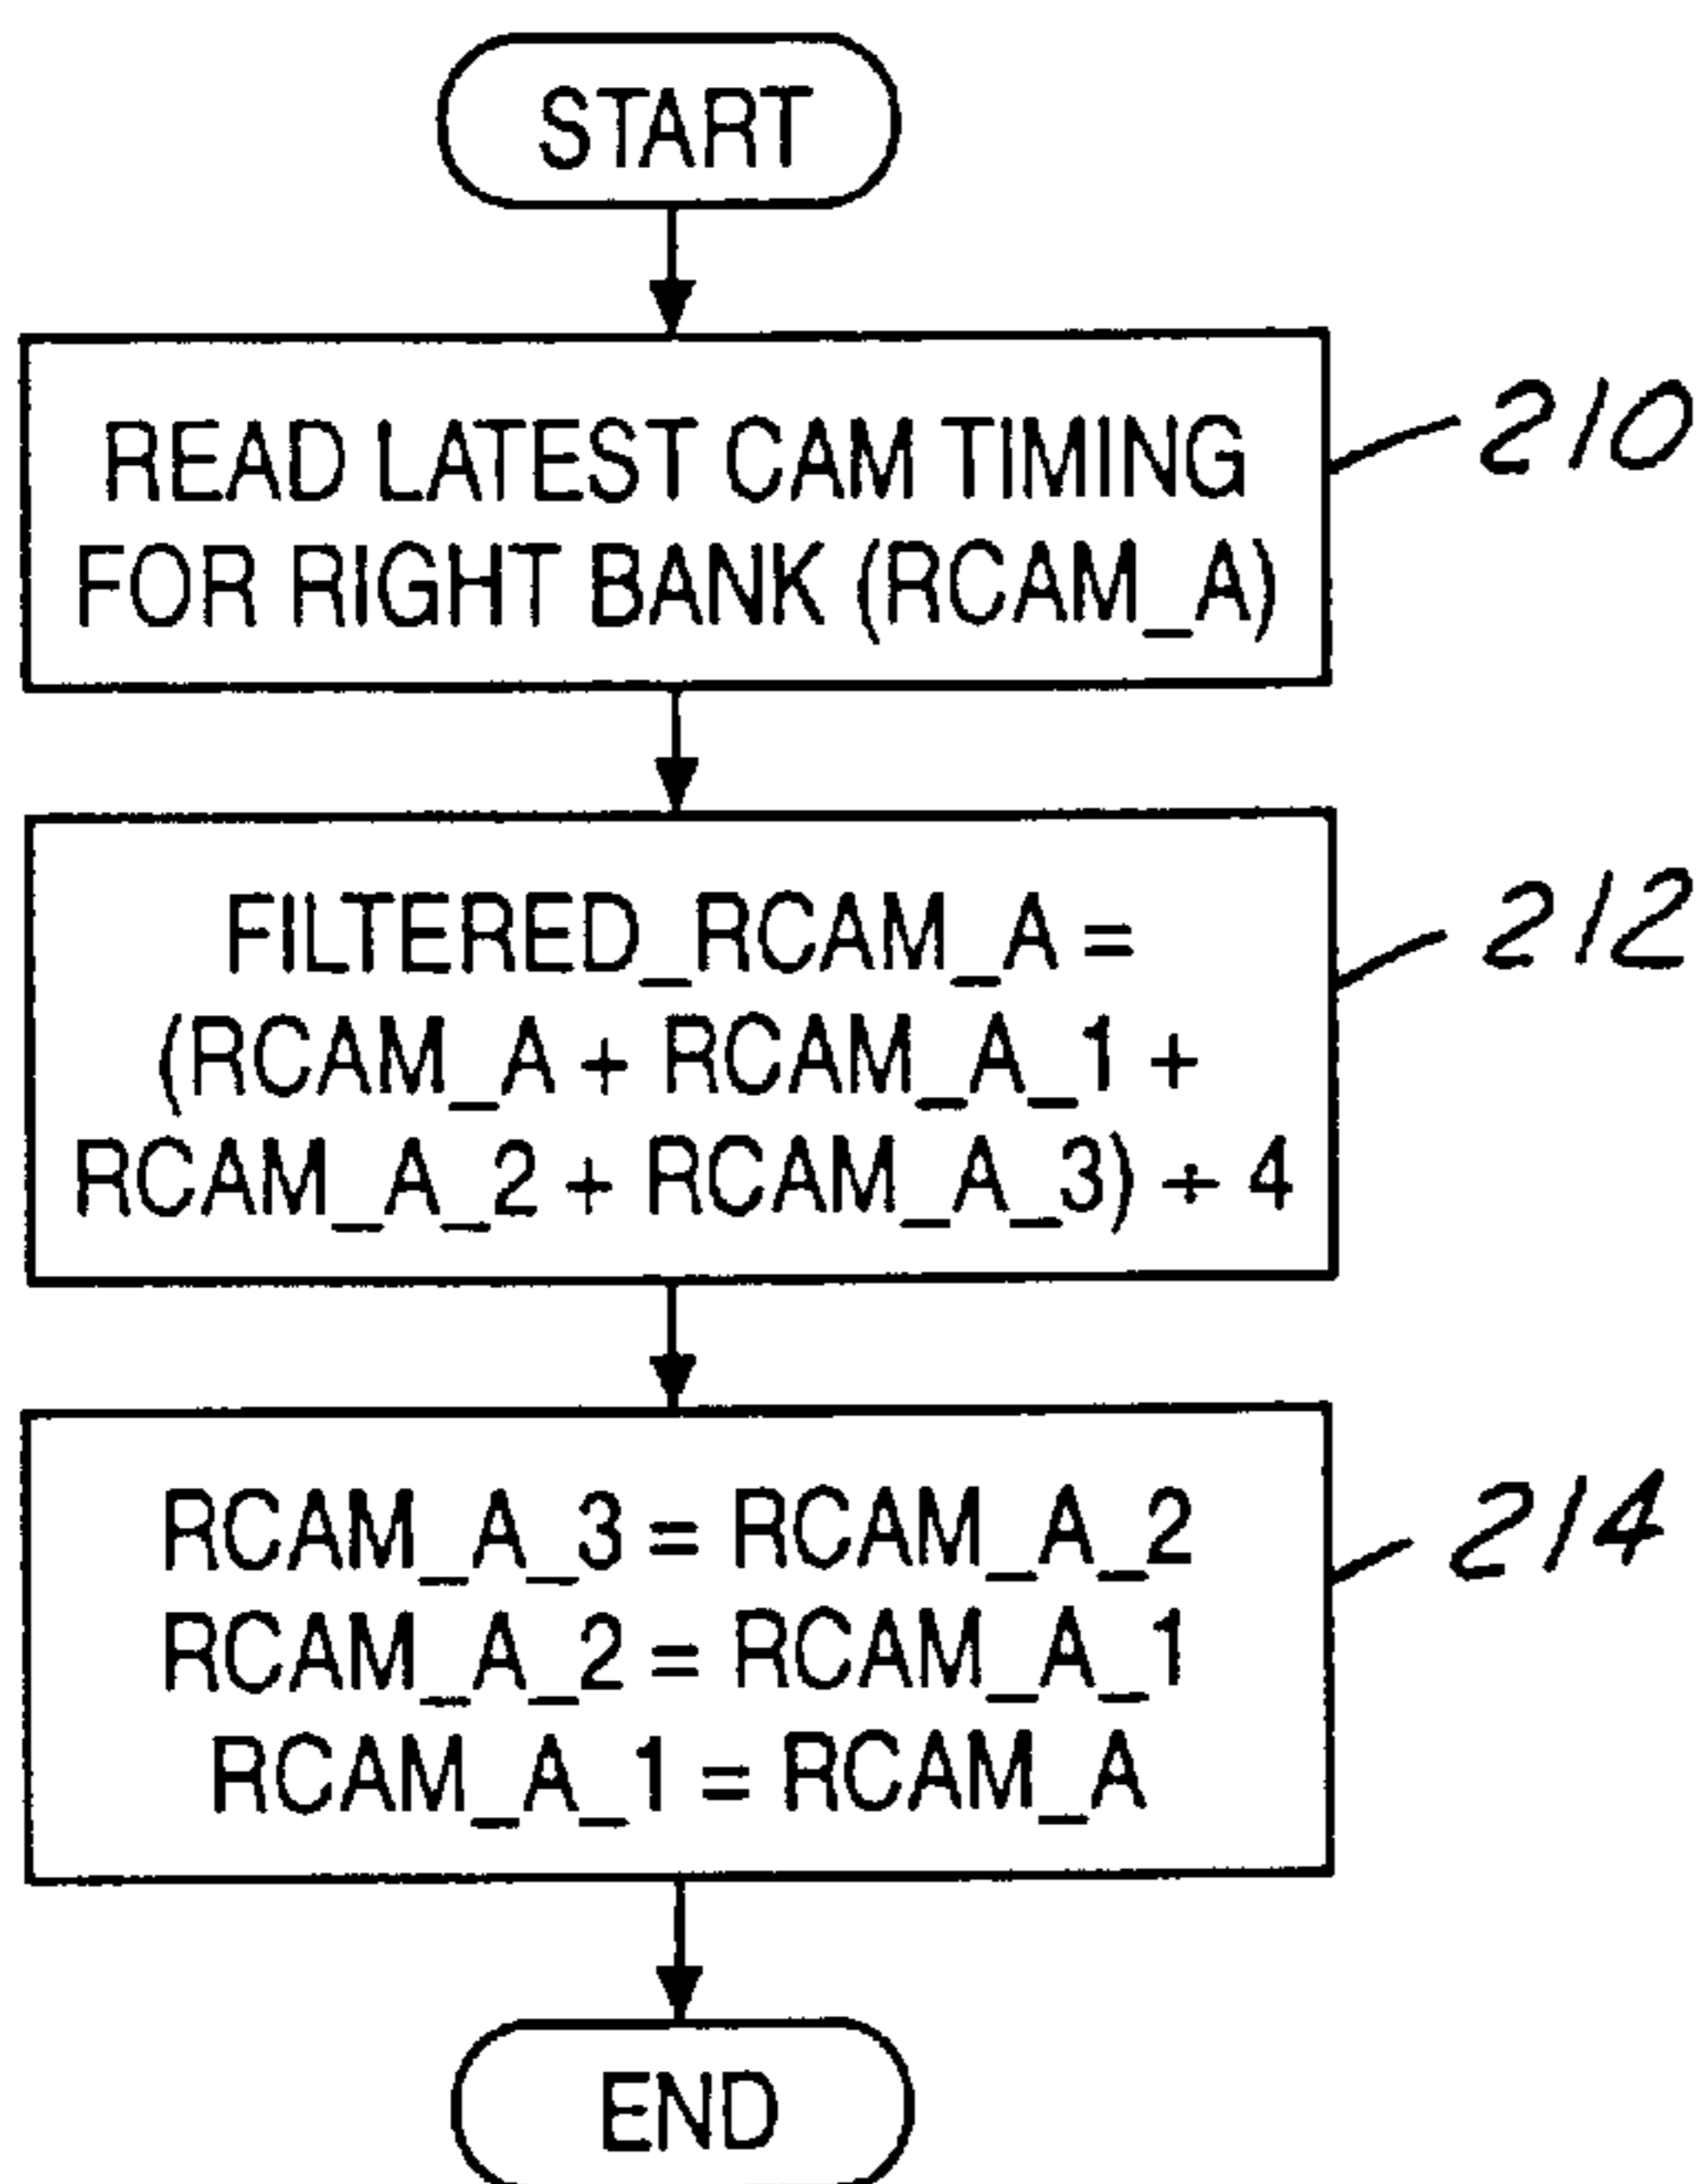 START
READ LATEST CAM TIMING
FOR RIGHT BANK (RCAM_A)
210
FILTERED_RCAM_A =
(RCAM_A + RCAM_A_1 +
RCAM_A_2 + RCAM_A_3) ÷ 4
212
RCAM_A_3 = RCAM_A_2
RCAM_A_2 = RCAM_A_1
RCAM_A_1 = RCAM_A
214
END